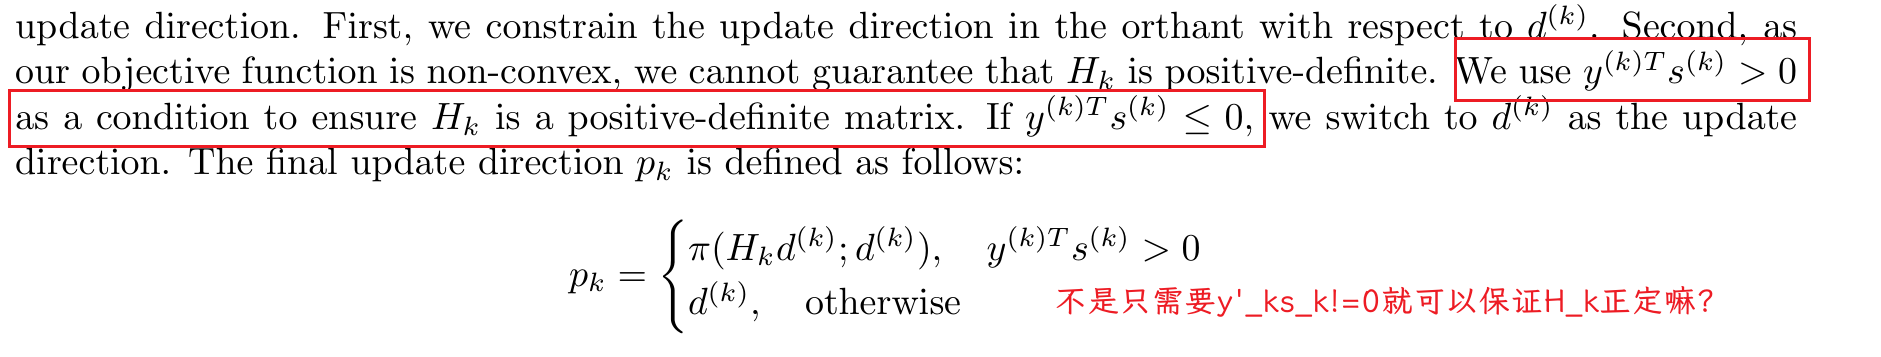 update direction. First, we constrain the update direction in the orthant with respect to $d^{(k)}$. Second, as
our objective function is non-convex, we cannot guarantee that $H_k$ is positive-definite. We use $y^{(k)T} s^{(k)} > 0$
as a condition to ensure $H_k$ is a positive-definite matrix. If $y^{(k)T} s^{(k)} \leq 0$, we switch to $d^{(k)}$ as the update
direction. The final update direction $p_k$ is defined as follows:
$p_k = \begin{cases} \pi(H_k d^{(k)}; d^{(k)}), & y^{(k)T} s^{(k)} > 0 \\ d^{(k)}, & \text{otherwise} \end{cases}$
不是只需要y'_ks_k!=0就可以保证H_k正定嘛?